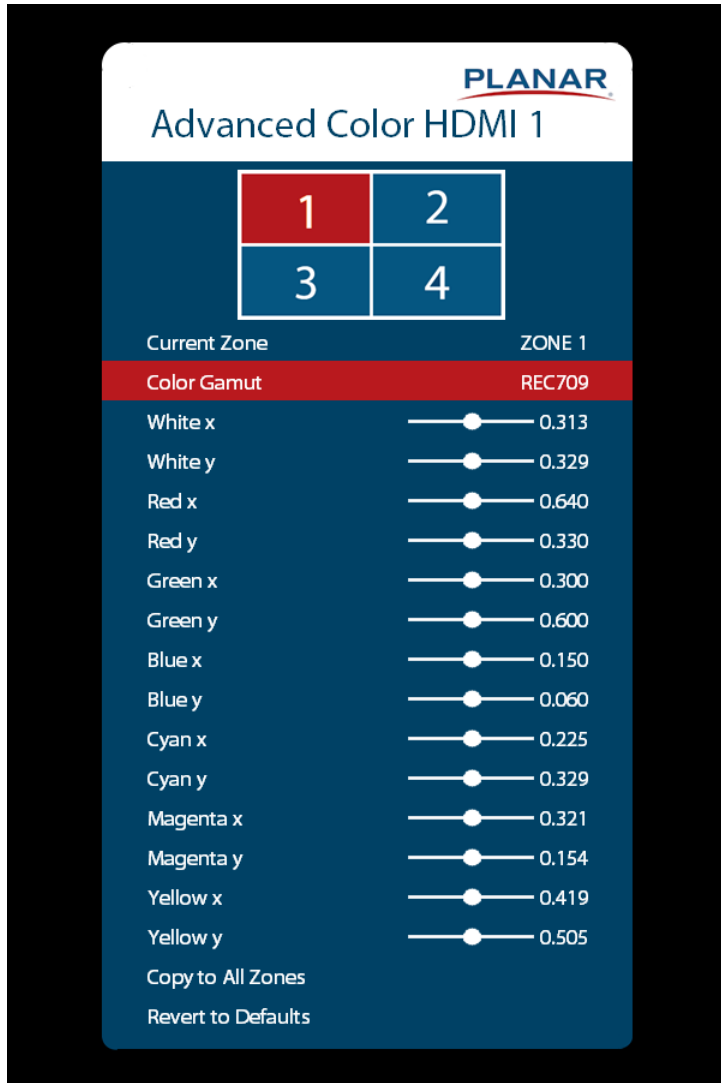 PLANAR
Advanced Color HDMI 1
1 2
3 4
Current Zone ZONE 1
Color Gamut REC709
White x 0.313
White y 0.329
Red x 0.640
Red y 0.330
Green x 0.300
Green y 0.600
Blue x 0.150
Blue y 0.060
Cyan x 0.225
Cyan y 0.329
Magenta x 0.321
Magenta y 0.154
Yellow x 0.419
Yellow y 0.505
Copy to All Zones
Revert to Defaults